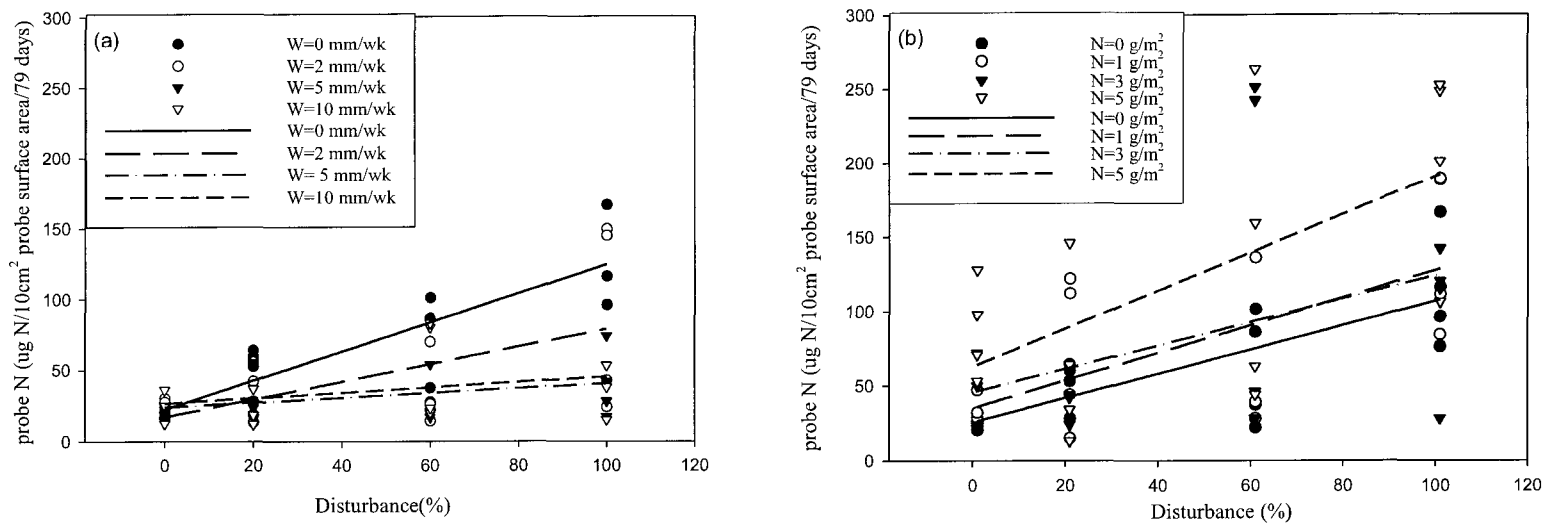 (a)
W=0 mm/wk
W=2 mm/wk
W=5 mm/wk
W=10 mm/wk
W=0 mm/wk
W=2 mm/wk
W= 5 mm/wk
W=10 mm/wk
probe N (ug N/10cm² probe surface area/79 days)
300
250
200
150
100
50
0
0 20 40 60 80 100 120
Disturbance(%)
(b)
N=0 g/m²
N=1 g/m²
N=3 g/m²
N=5 g/m²
N=0 g/m²
N=1 g/m²
N=3 g/m²
N=5 g/m²
probe N (ug N/10cm² probe surface area/79 days)
300
250
200
150
100
50
0
0 20 40 60 80 100 120
Disturbance (%)